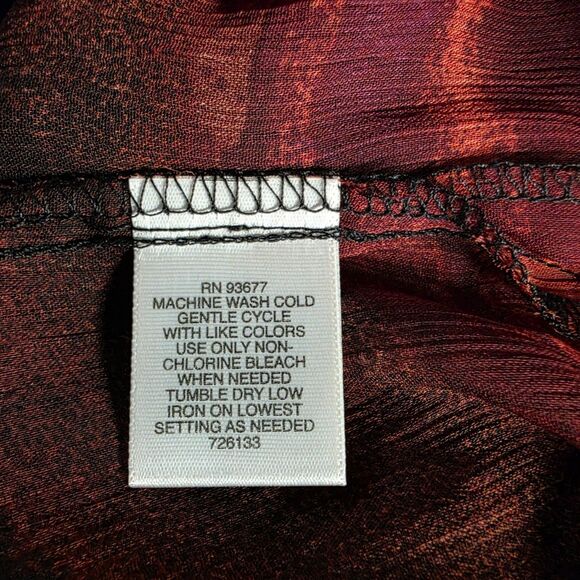 RN 93677
MACHINE WASH COLD
GENTLE CYCLE
WITH LIKE COLORS
USE ONLY NON-
CHLORINE BLEACH
WHEN NEEDED
TUMBLE DRY LOW
IRON ON LOWEST
SETTING AS NEEDED
726133